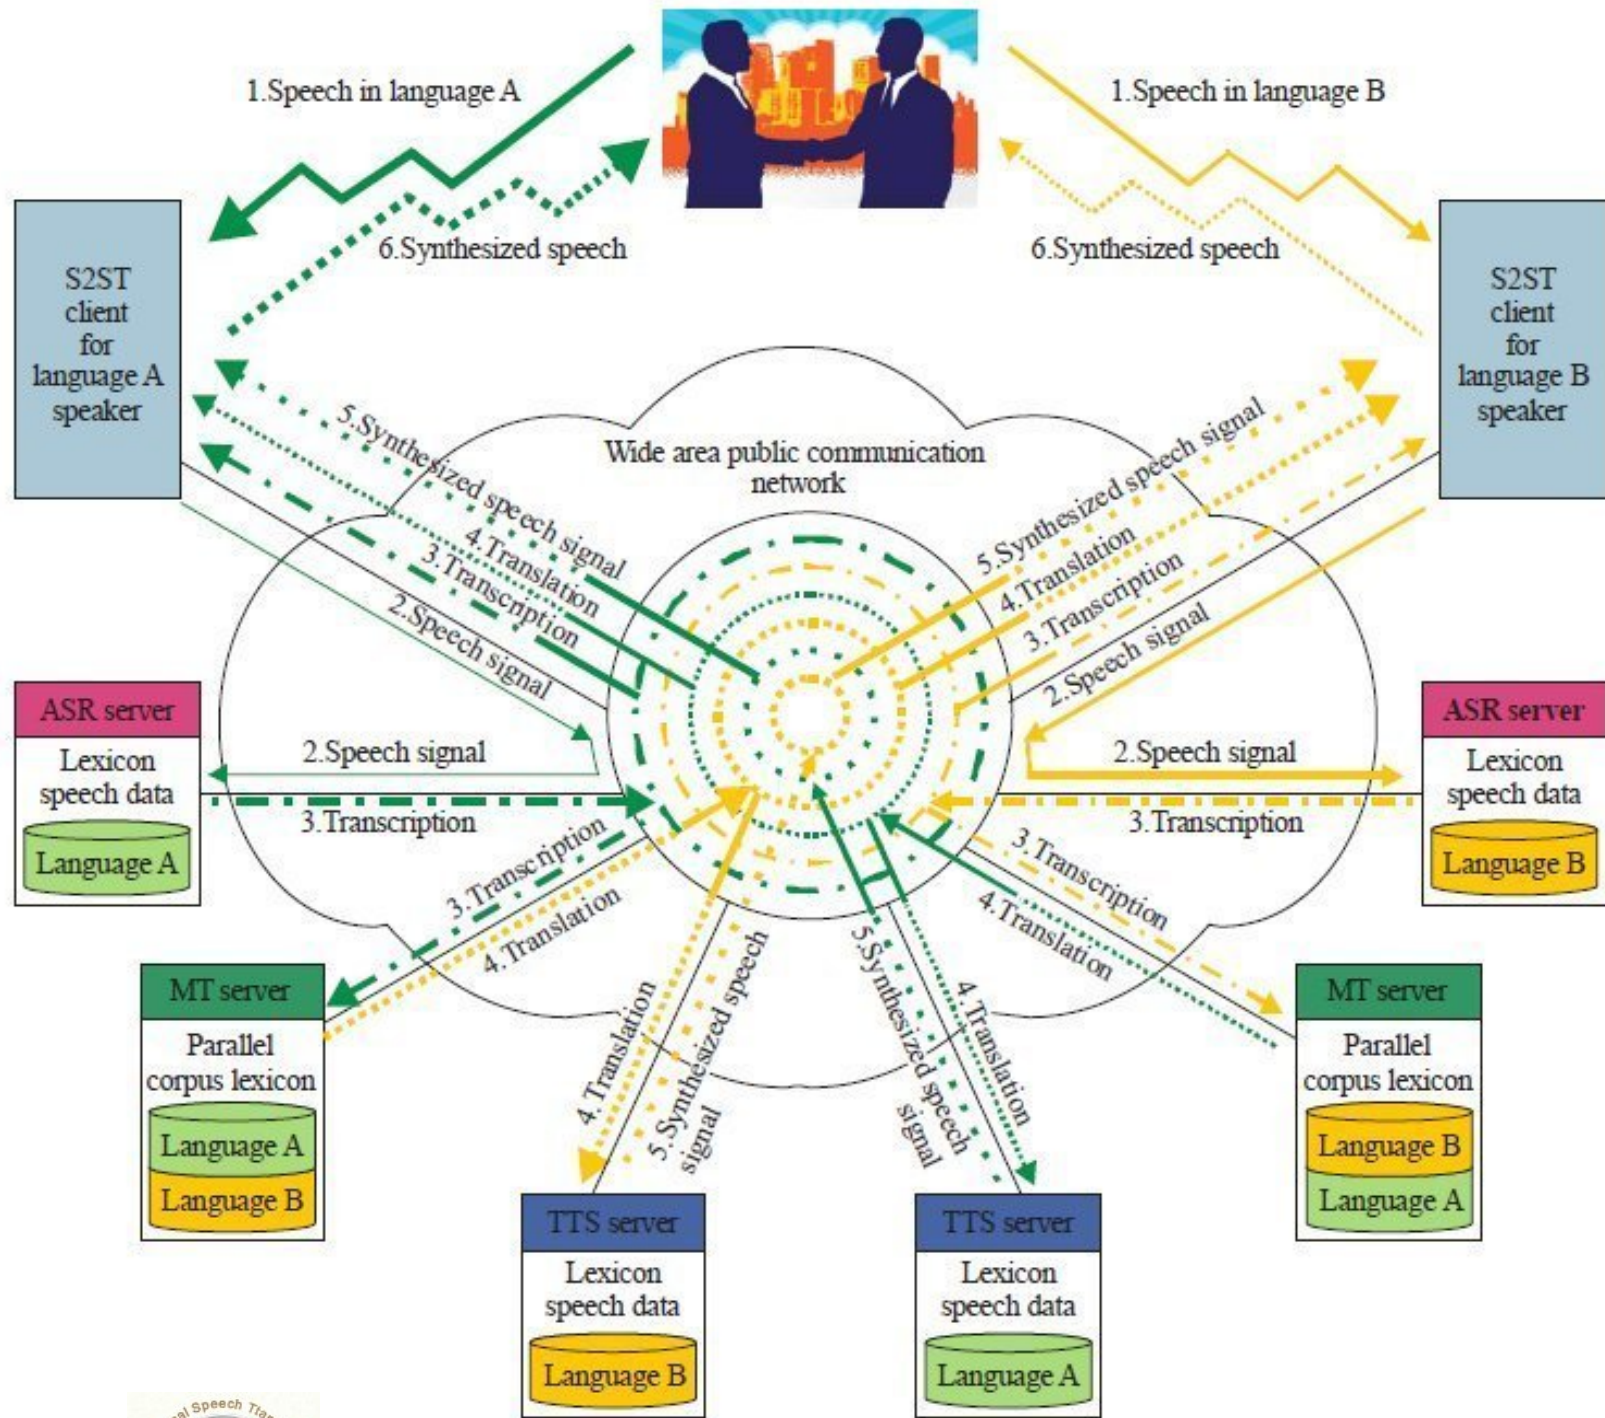 1.Speech in language A
1.Speech in language B
6.Synthesized speech
6.Synthesized speech
S2ST
client
for
language A
speaker
S2ST
client
for
language B
speaker
Wide area public communication
network
5.Synthesized speech signal
4.Translation
3.Transcription
2.Speech signal
5.Synthesized speech signal
4.Translation
3.Transcription
2.Speech signal
ASR server
Lexicon
speech data
Language A
2.Speech signal
3.Transcription
2.Speech signal
3.Transcription
ASR server
Lexicon
speech data
Language B
3.Transcription
4.Translation
3.Transcription
4.Translation
MT server
Parallel
corpus lexicon
Language A
Language B
4.Translation
5.Synthesized speech
signal
5.Synthesized speech
signal
4.Translation
MT server
Parallel
corpus lexicon
Language B
Language A
TTS server
Lexicon
speech data
Language B
TTS server
Lexicon
speech data
Language A
Speech